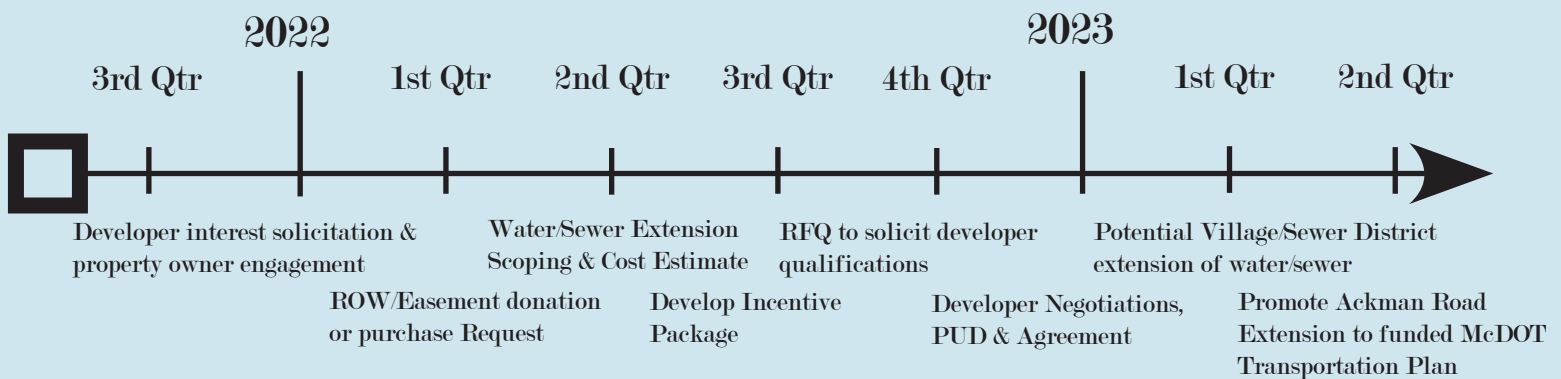 2022
2023
3rd Qtr
1st Qtr
2nd Qtr
3rd Qtr
4th Qtr
1st Qtr
2nd Qtr
Developer interest solicitation &
property owner engagement
ROW/Easement donation
or purchase Request
Water/Sewer Extension
Scoping & Cost Estimate
Develop Incentive
Package
RFQ to solicit developer
qualifications
Developer Negotiations,
PUD & Agreement
Potential Village/Sewer District
extension of water/sewer
Promote Ackman Road
Extension to funded McDOT
Transportation Plan